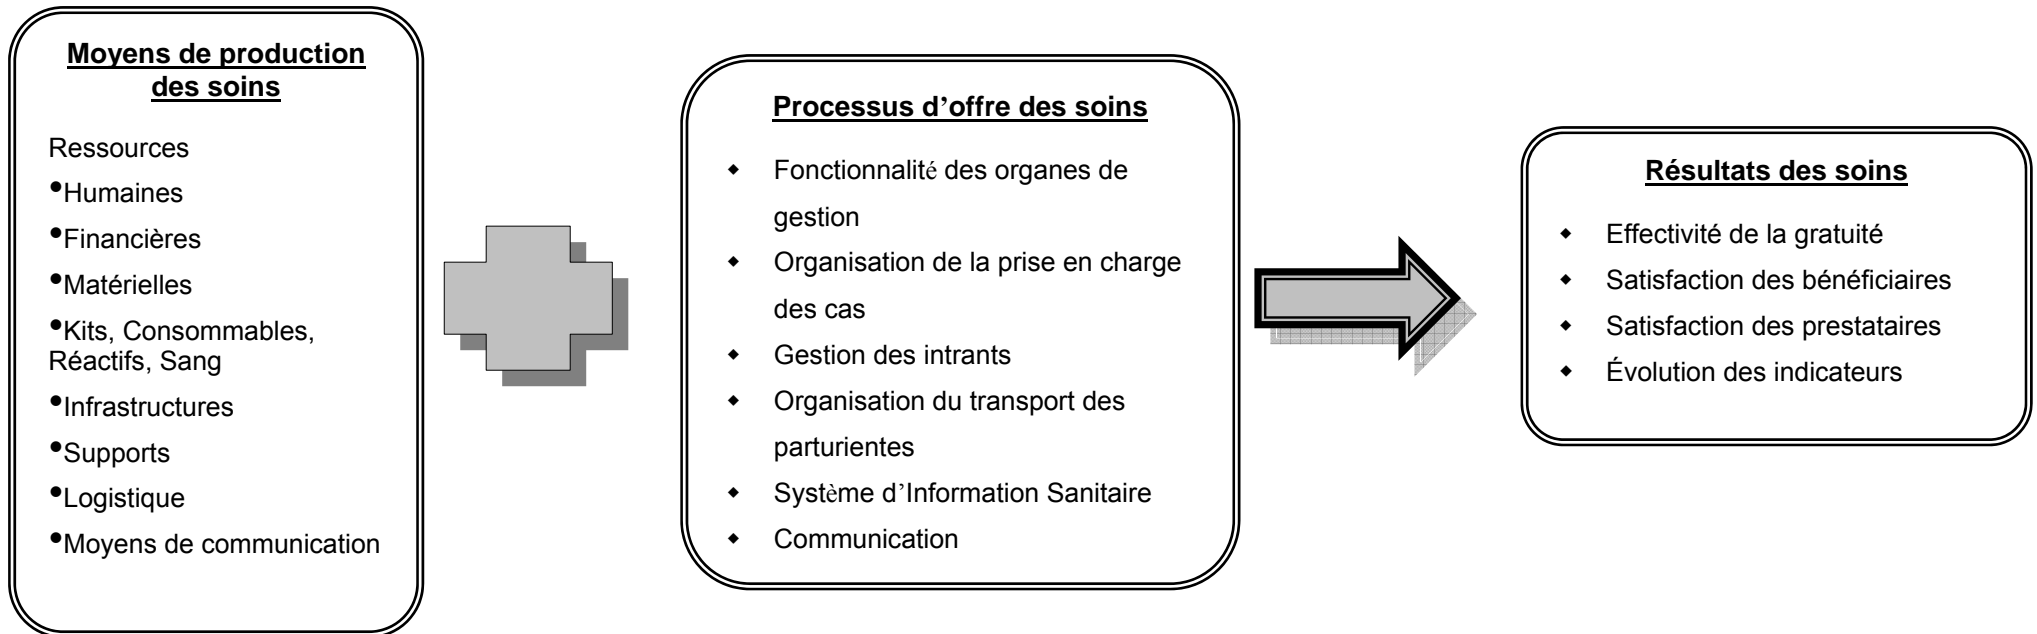 Moyens de production
des soins
Ressources
•Humaines
•Financières
•Matérielles
•Kits, Consommables,
Réactifs, Sang
•Infrastructures
•Supports
•Logistique
•Moyens de communication
Processus d’offre des soins
◆ Fonctionnalité des organes de
gestion
◆ Organisation de la prise en charge
des cas
◆ Gestion des intrants
◆ Organisation du transport des
parturientes
◆ Système d’Information Sanitaire
◆ Communication
Résultats des soins
◆ Effectivité de la gratuité
◆ Satisfaction des bénéficiaires
◆ Satisfaction des prestataires
◆ Évolution des indicateurs